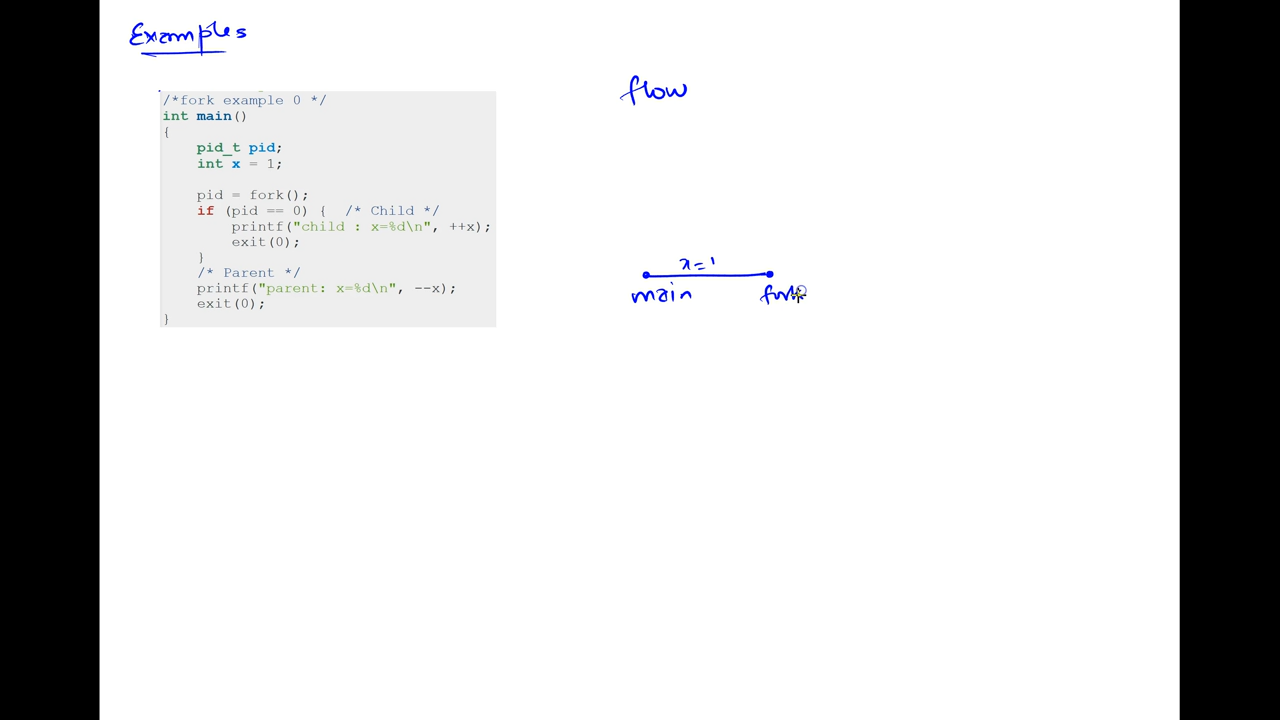 Examples
/*fork example 0 */
int main()
{
    pid_t pid;
    int x = 1;

    pid = fork();
    if (pid == 0) {  /* Child */
        printf("child : x=%d\n", ++x);
        exit(0);
    }
    /* Parent */
    printf("parent: x=%d\n", --x);
    exit(0);
}
flow
x=1
main fork